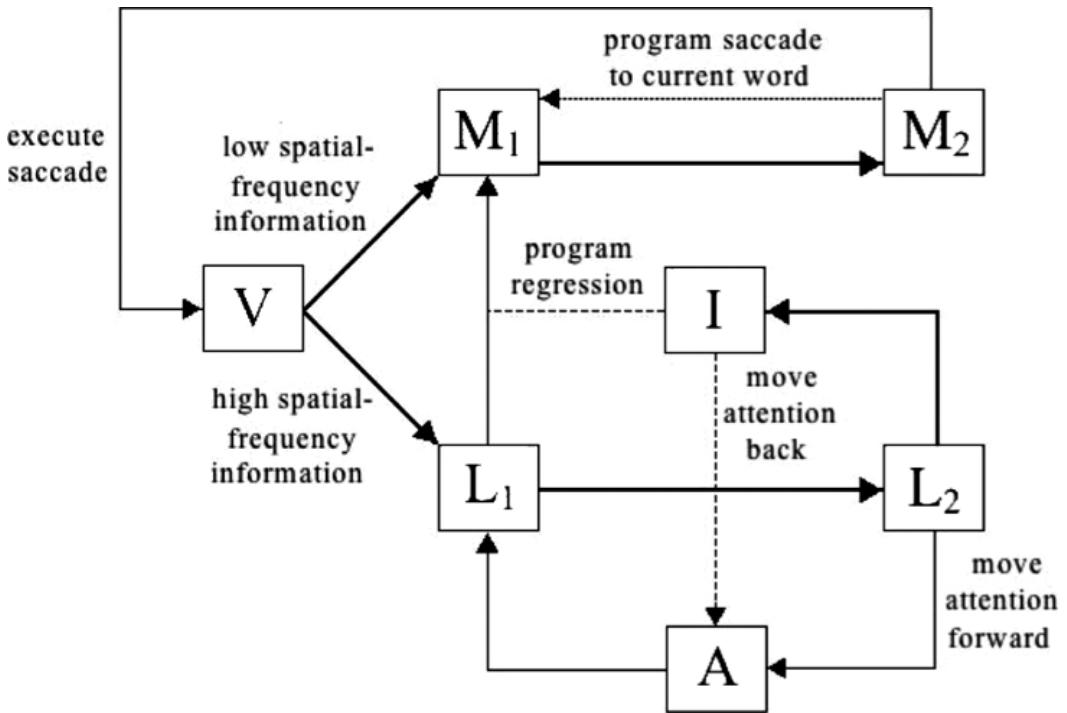 program saccade
to current word
execute
saccade
M₁
M₂
low spatial-
frequency
information
program
regression
V
I
high spatial-
frequency
information
move
attention
back
L₁
L₂
move
attention
forward
A